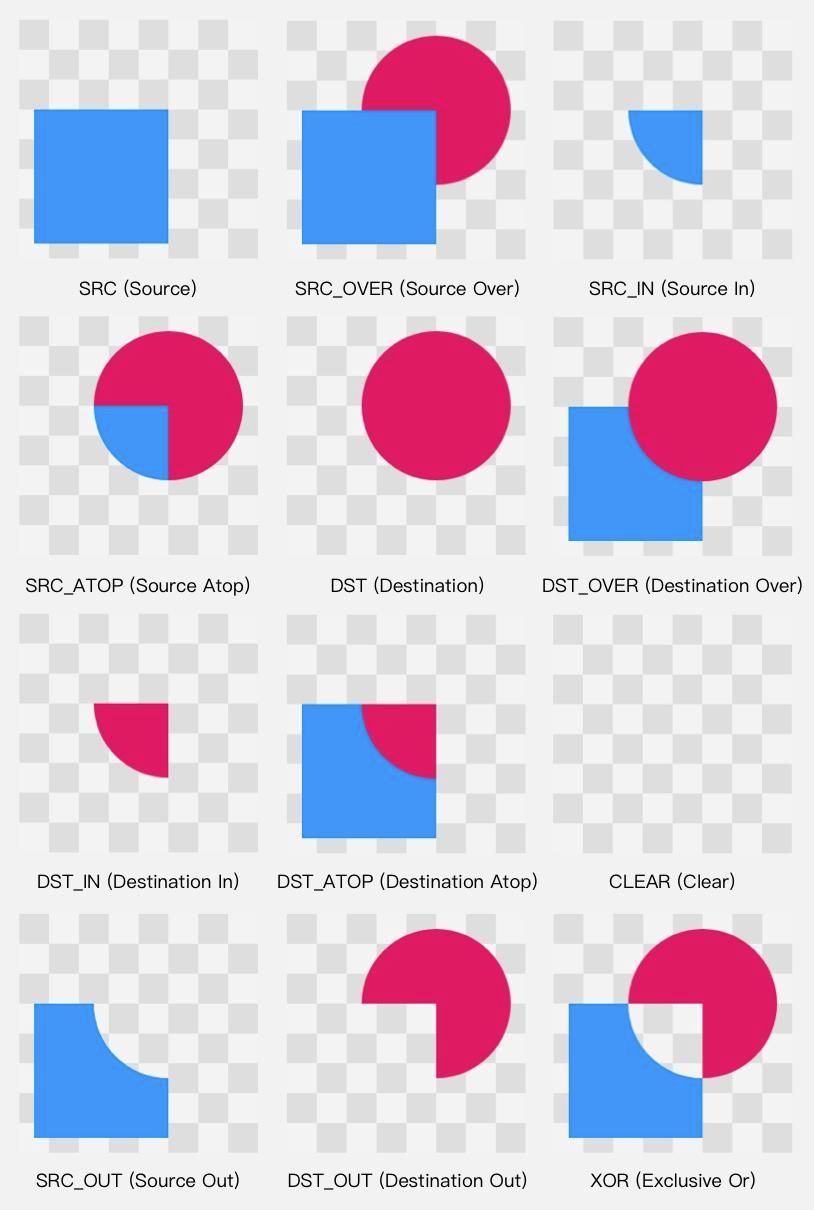 SRC (Source)
SRC_OVER (Source Over)
SRC_IN (Source In)
SRC_ATOP (Source Atop)
DST (Destination)
DST_OVER (Destination Over)
DST_IN (Destination In)
DST_ATOP (Destination Atop)
CLEAR (Clear)
SRC_OUT (Source Out)
DST_OUT (Destination Out)
XOR (Exclusive Or)